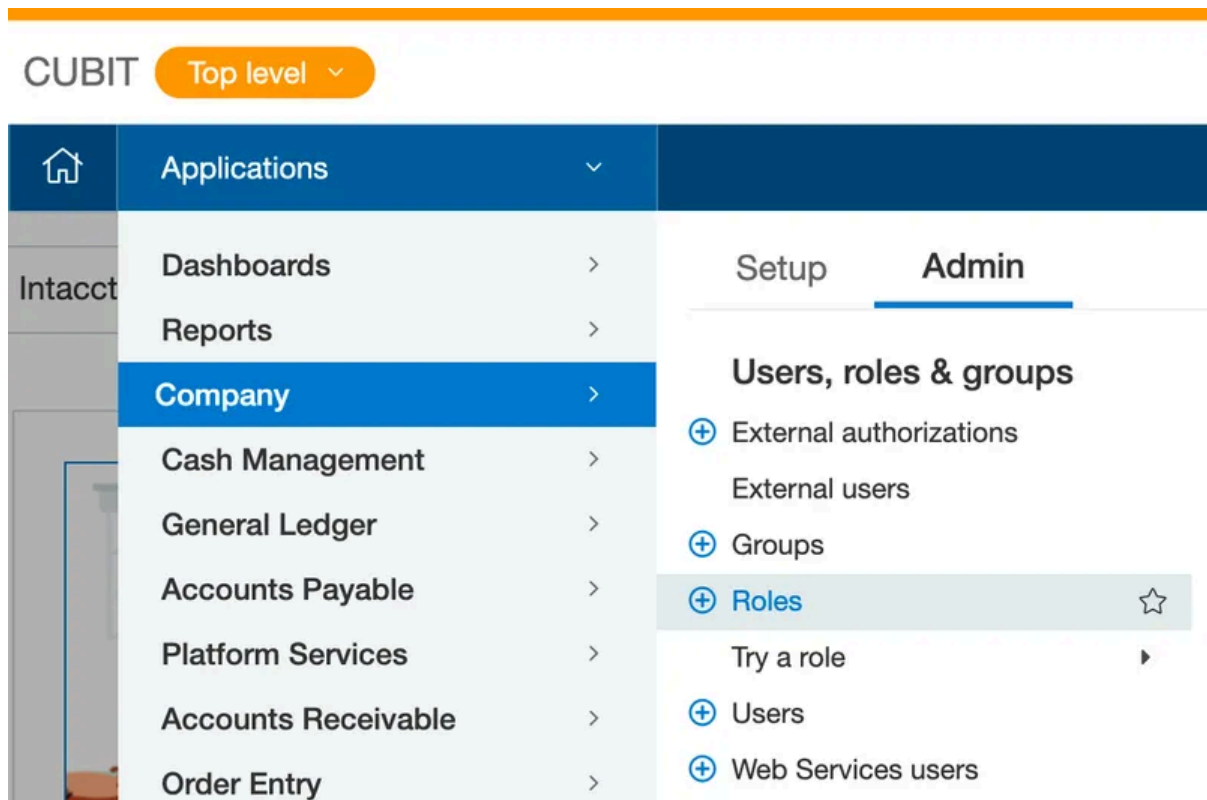 CUBIT Top level
Applications
Intacct
Dashboards
Reports
Company
Cash Management
General Ledger
Accounts Payable
Platform Services
Accounts Receivable
Order Entry
Setup Admin
Users, roles & groups
External authorizations
External users
Groups
Roles
Try a role
Users
Web Services users